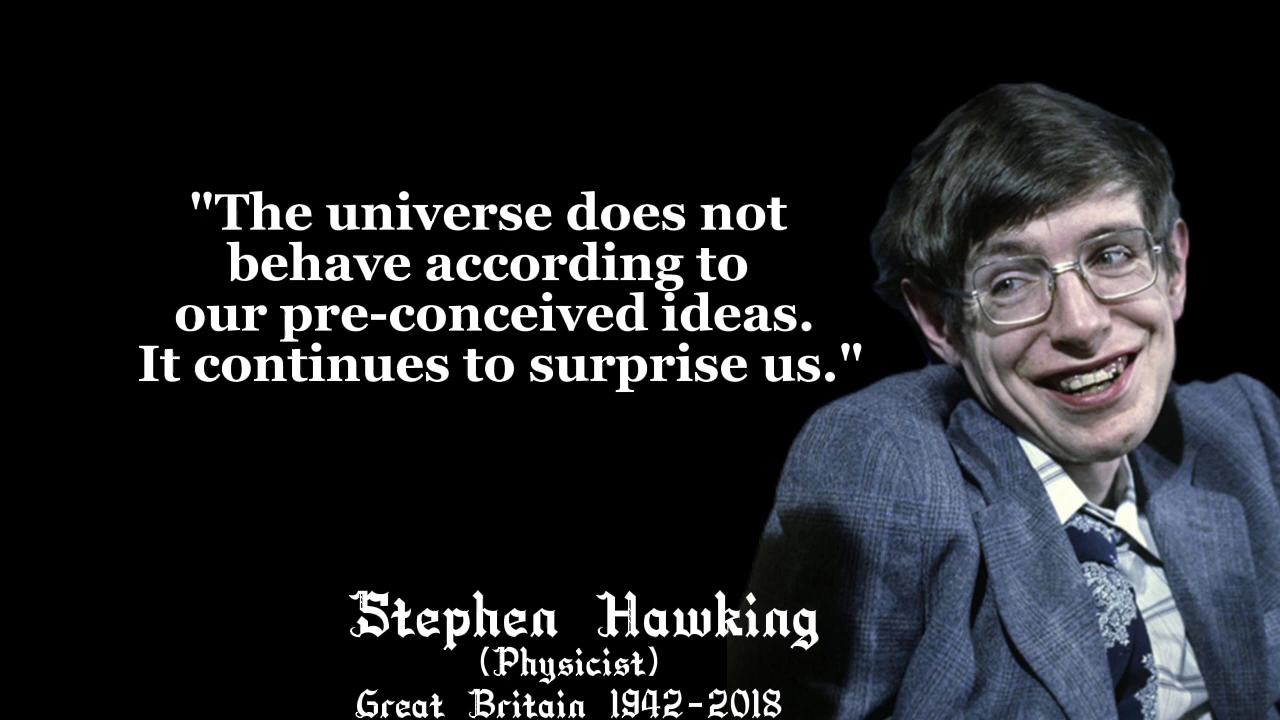 "The universe does not
behave according to
our pre-conceived ideas.
It continues to surprise us."
Stephen Hawking
(Physicist)
Great Britain 1942-2018